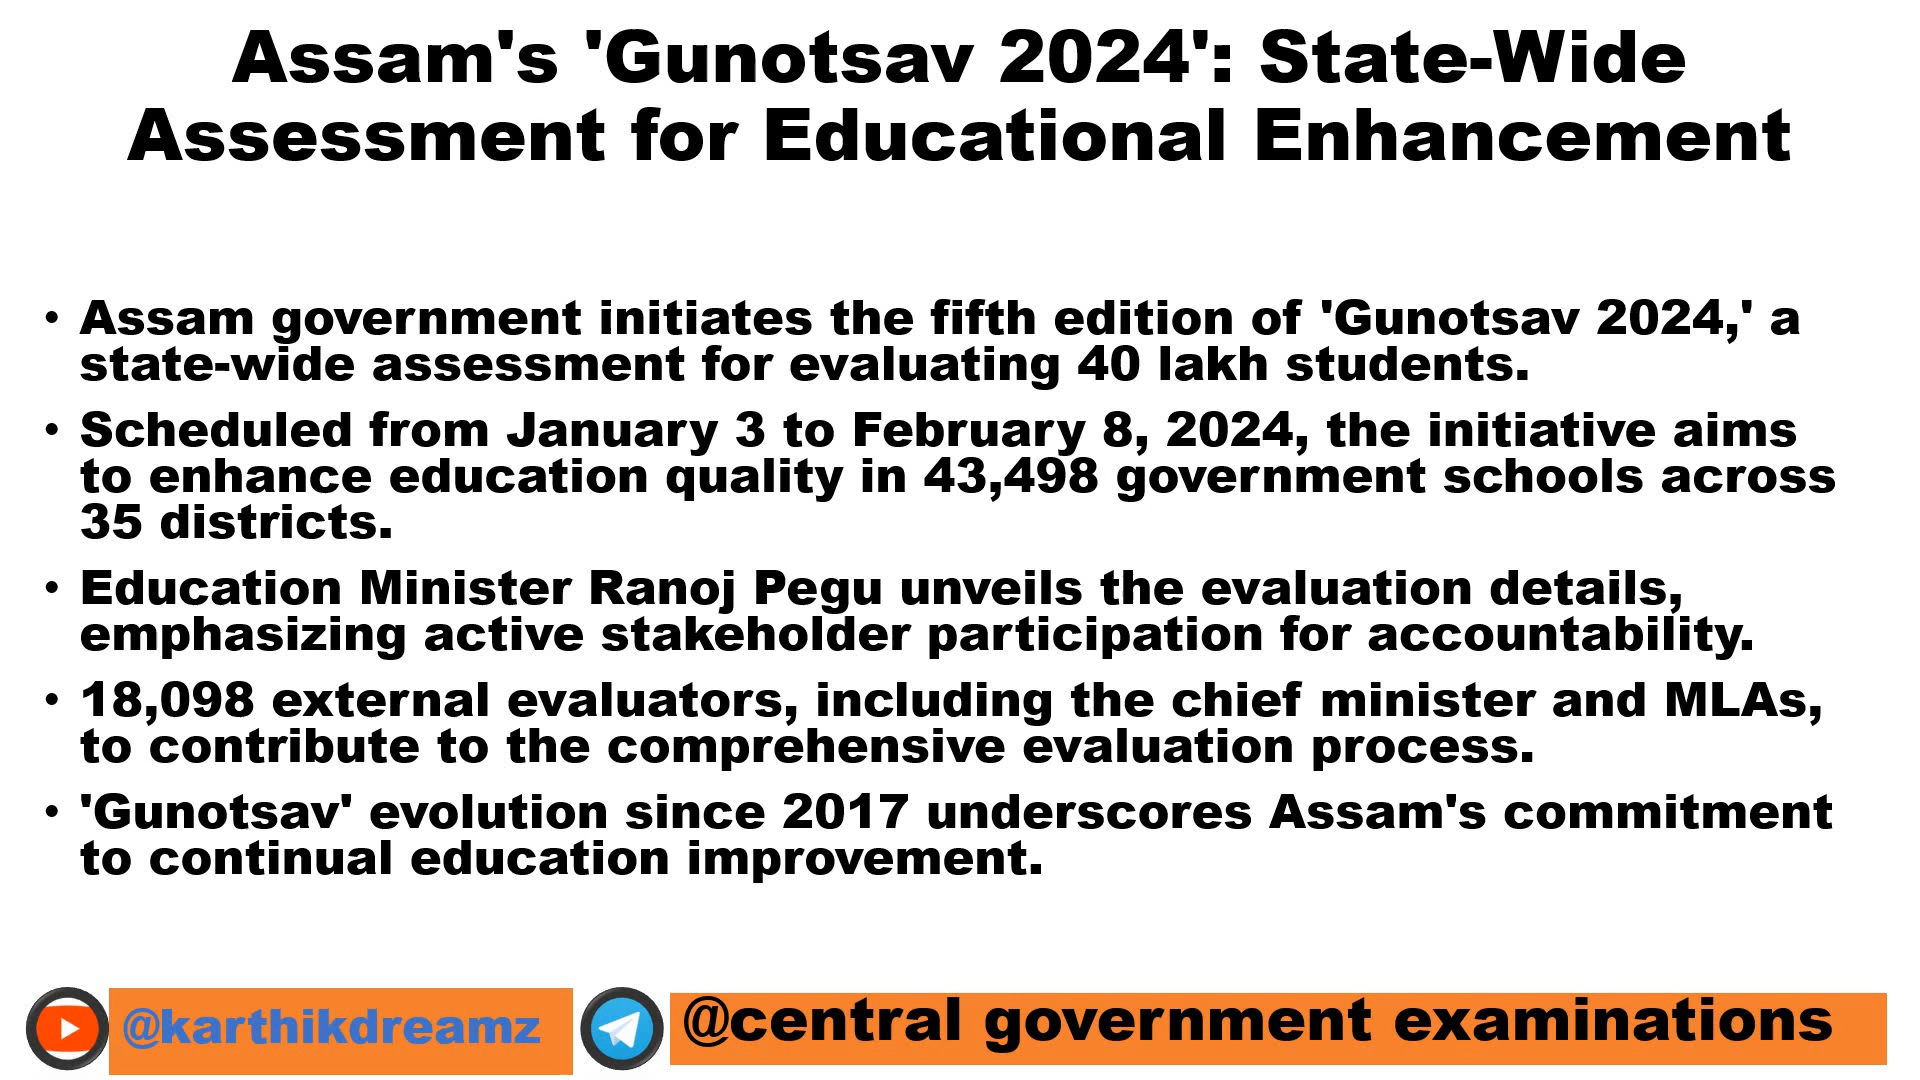 Assam's 'Gunotsav 2024': State-Wide
Assessment for Educational Enhancement
• Assam government initiates the fifth edition of 'Gunotsav 2024,' a
state-wide assessment for evaluating 40 lakh students.
• Scheduled from January 3 to February 8, 2024, the initiative aims
to enhance education quality in 43,498 government schools across
35 districts.
• Education Minister Ranoj Pegu unveils the evaluation details,
emphasizing active stakeholder participation for accountability.
• 18,098 external evaluators, including the chief minister and MLAs,
to contribute to the comprehensive evaluation process.
• 'Gunotsav' evolution since 2017 underscores Assam's commitment
to continual education improvement.
@karthikdreamz
@central government examinations